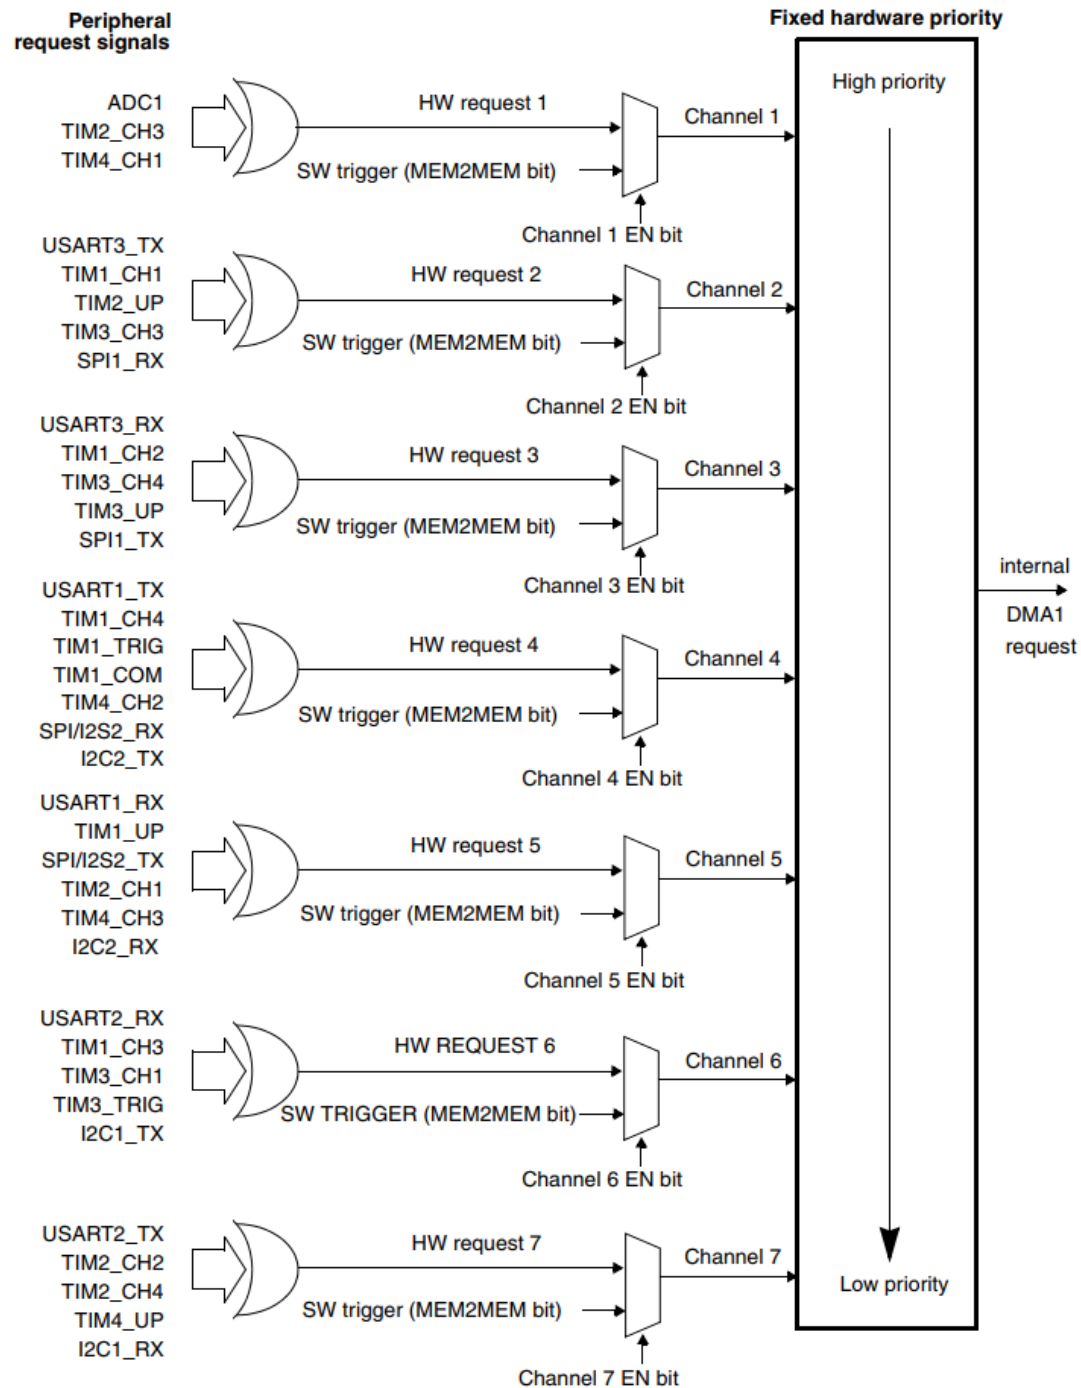 Peripheral
request signals
Fixed hardware priority
High priority
ADC1
TIM2_CH3
TIM4_CH1
HW request 1
SW trigger (MEM2MEM bit)
Channel 1
Channel 1 EN bit
USART3_TX
TIM1_CH1
TIM2_UP
TIM3_CH3
SPI1_RX
HW request 2
SW trigger (MEM2MEM bit)
Channel 2
Channel 2 EN bit
USART3_RX
TIM1_CH2
TIM3_CH4
TIM3_UP
SPI1_TX
HW request 3
SW trigger (MEM2MEM bit)
Channel 3
Channel 3 EN bit
USART1_TX
TIM1_CH4
TIM1_TRIG
TIM1_COM
TIM4_CH2
SPI/I2S2_RX
I2C2_TX
HW request 4
SW trigger (MEM2MEM bit)
Channel 4
Channel 4 EN bit
internal
DMA1
request
USART1_RX
TIM1_UP
SPI/I2S2_TX
TIM2_CH1
TIM4_CH3
I2C2_RX
HW request 5
SW trigger (MEM2MEM bit)
Channel 5
Channel 5 EN bit
USART2_RX
TIM1_CH3
TIM3_CH1
TIM3_TRIG
I2C1_TX
HW REQUEST 6
SW TRIGGER (MEM2MEM bit)
Channel 6
Channel 6 EN bit
USART2_TX
TIM2_CH2
TIM2_CH4
TIM4_UP
I2C1_RX
HW request 7
SW trigger (MEM2MEM bit)
Channel 7
Channel 7 EN bit
Low priority